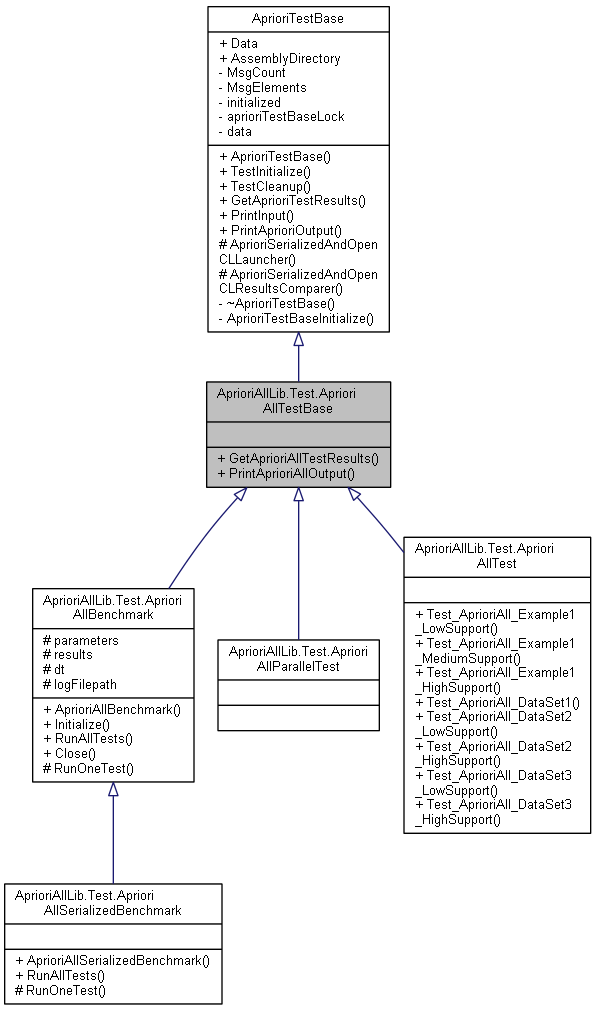 AprioriTestBase
+ Data
+ AssemblyDirectory
- MsgCount
- MsgElements
- initialized
- aprioriTestBaseLock
- data
+ AprioriTestBase()
+ TestInitialize()
+ TestCleanup()
+ GetAprioriTestResults()
+ PrintInput()
+ PrintAprioriOutput()
# AprioriSerializedAndOpen
CLLauncher()
# AprioriSerializedAndOpen
CLResultsComparer()
- ~AprioriTestBase()
- AprioriTestBaseInitialize()
AprioriAllLib.Test.Apriori
AllTestBase
+ GetAprioriAllTestResults()
+ PrintAprioriAllOutput()
AprioriAllLib.Test.Apriori
AllBenchmark
# parameters
# results
# dt
# logFilepath
+ AprioriAllBenchmark()
+ Initialize()
+ RunAllTests()
+ Close()
# RunOneTest()
AprioriAllLib.Test.Apriori
AllParallelTest
AprioriAllLib.Test.Apriori
AllTest
+ Test_AprioriAll_Example1
_LowSupport()
+ Test_AprioriAll_Example1
_MediumSupport()
+ Test_AprioriAll_Example1
_HighSupport()
+ Test_AprioriAll_DataSet1()
+ Test_AprioriAll_DataSet2
_LowSupport()
+ Test_AprioriAll_DataSet2
_HighSupport()
+ Test_AprioriAll_DataSet3
_LowSupport()
+ Test_AprioriAll_DataSet3
_HighSupport()
AprioriAllLib.Test.Apriori
AllSerializedBenchmark
+ AprioriAllSerializedBenchmark()
+ RunAllTests()
# RunOneTest()